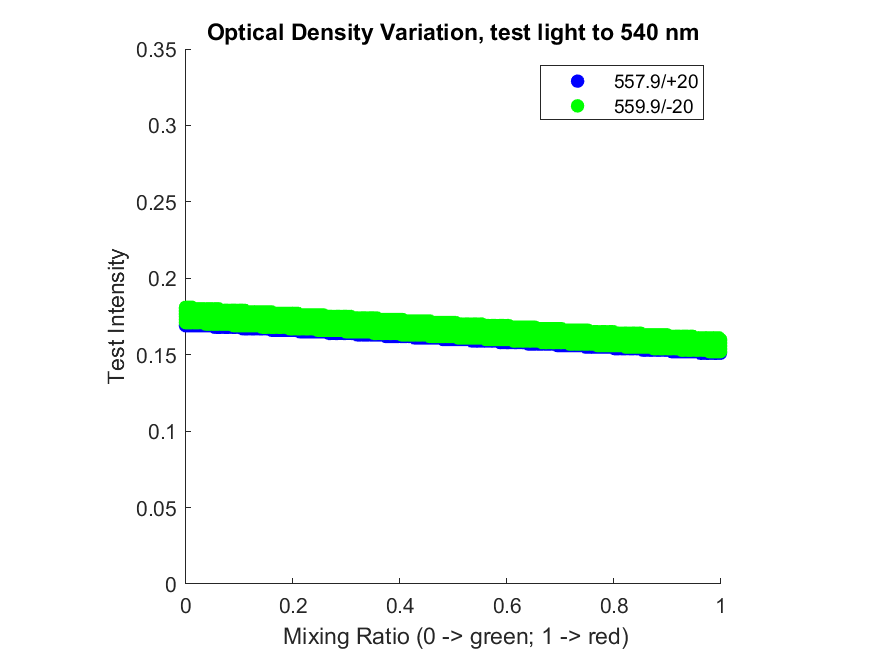 Optical Density Variation, test light to 540 nm
557.9/+20
559.9/-20
0.35
0.3
0.25
0.2
0.15
0.1
0.05
0
Test Intensity
0 0.2 0.4 0.6 0.8 1
Mixing Ratio (0 -> green; 1 -> red)